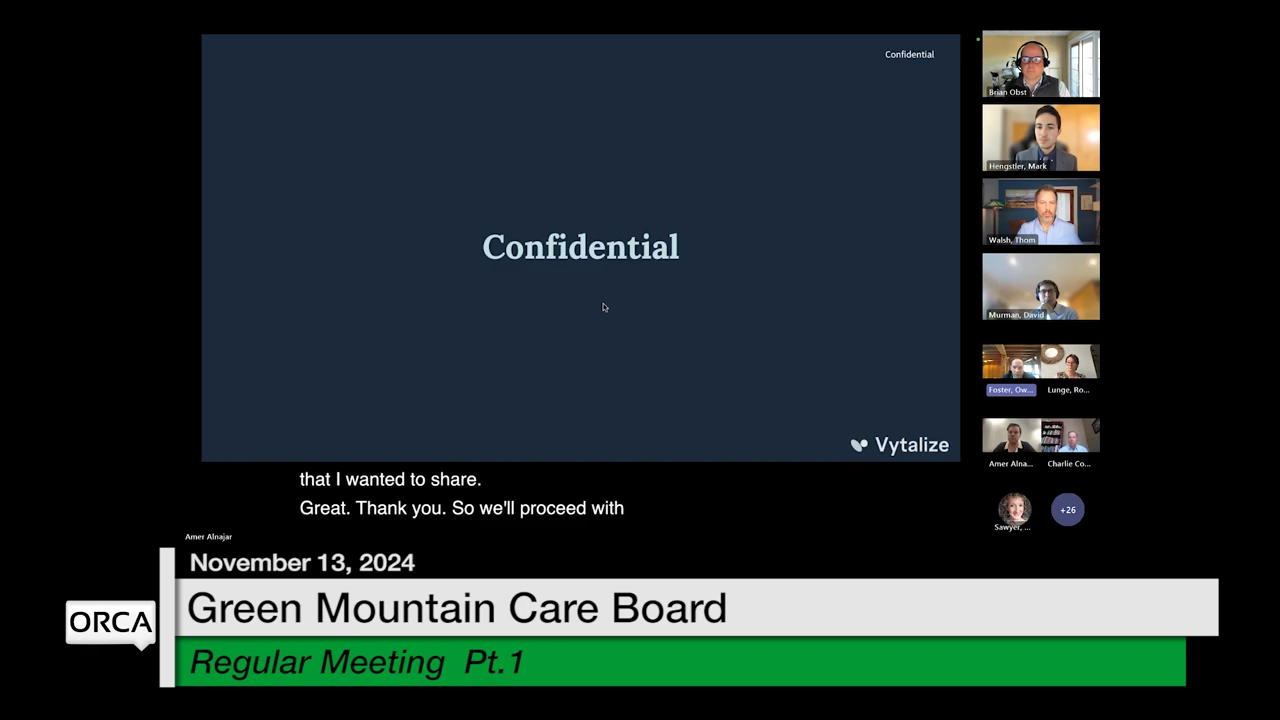 Confidential
Confidential
Vytalize
Brian Obst
Hengstler, Mark
Walsh, Thom
Murman, David
Foster, Ow...
Lunge, Ro...
Amer Alna...
Charlie Co...
Sawyer, ...
+26
that I wanted to share.
Great. Thank you. So we'll proceed with
Amer Alnajar
November 13, 2024
ORCA
Green Mountain Care Board
Regular Meeting Pt.1